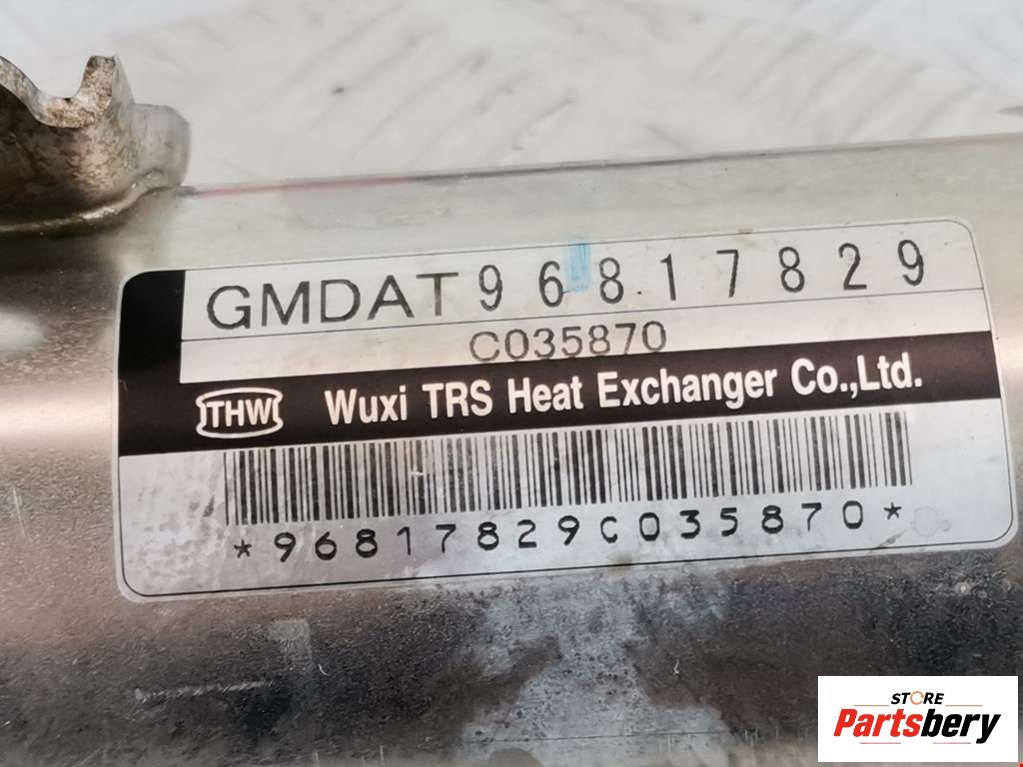 GMDAT 96817829
C035870
THW Wuxi TRS Heat Exchanger Co.,Ltd.
*96817829C035870*
STORE
Partsbery